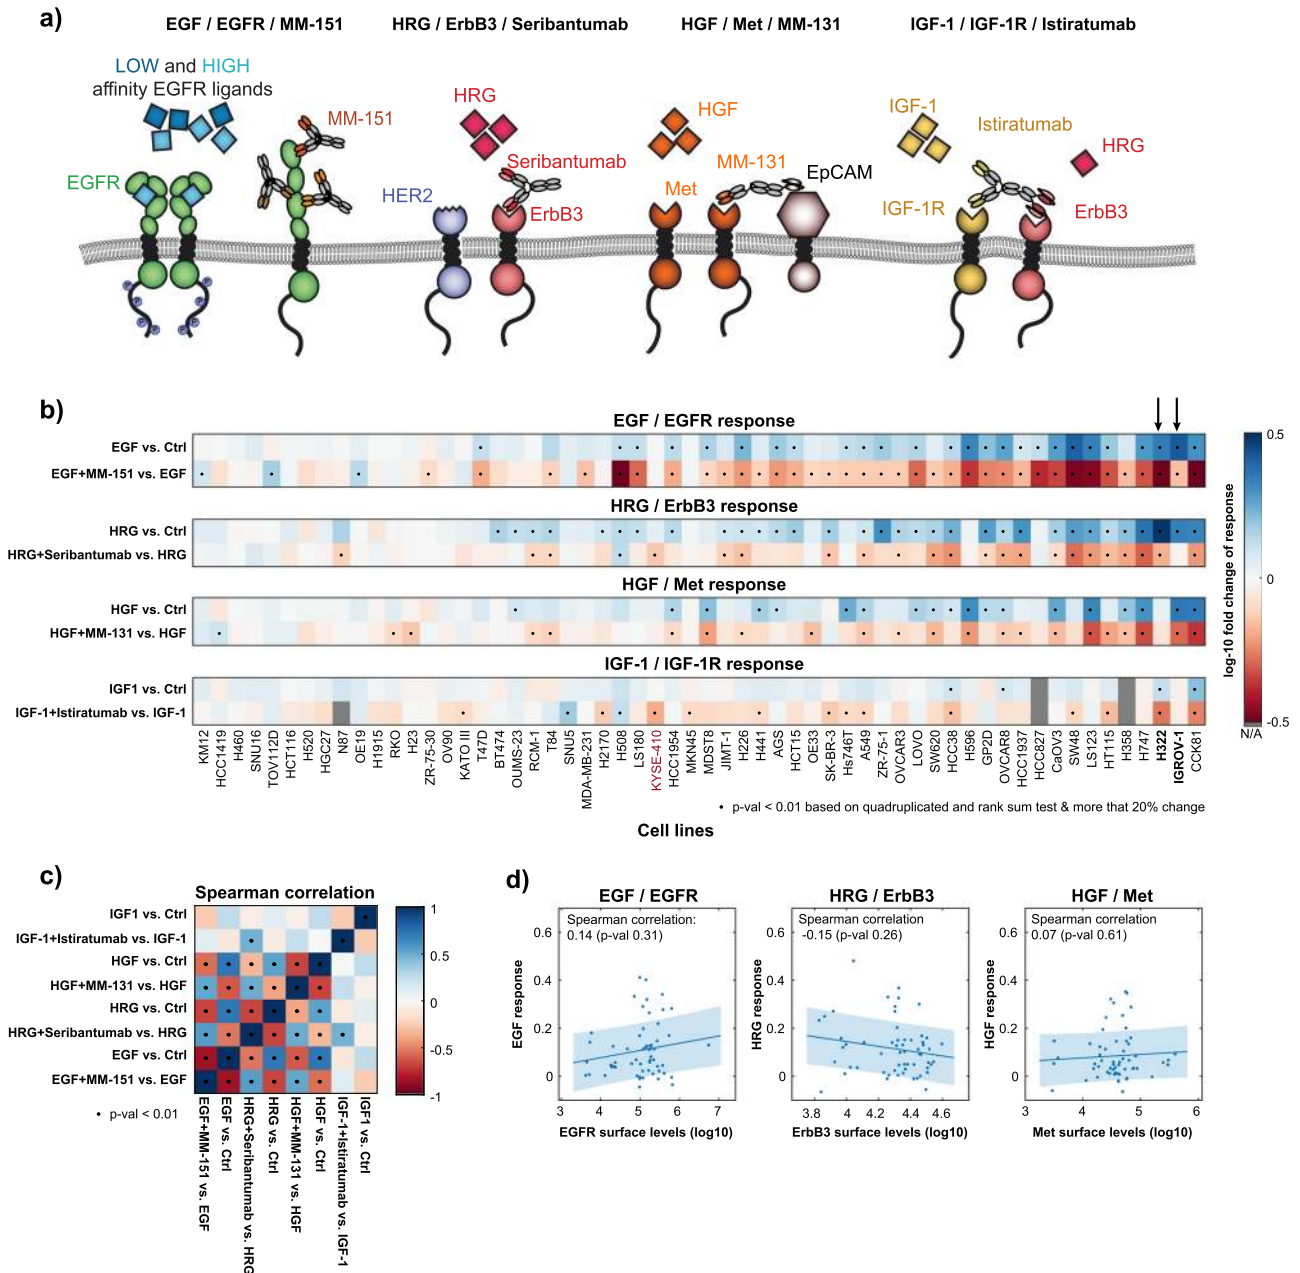 a)
EGF / EGFR / MM-151
HRG / ErbB3 / Seribantumab
HGF / Met / MM-131
IGF-1 / IGF-1R / Istiratumab
LOW and HIGH
affinity EGFR ligands
MM-151
EGFR
HRG
Seribantumab
HER2
ErbB3
HGF
MM-131
Met
EpCAM
IGF-1
Istiratumab
HRG
IGF-1R
ErbB3
P
P
P
P
P
P
P
P
b)
EGF / EGFR response
EGF vs. Ctrl
EGF+MM-151 vs. EGF
HRG / ErbB3 response
HRG vs. Ctrl
HRG+Seribantumab vs. HRG
HGF / Met response
HGF vs. Ctrl
HGF+MM-131 vs. HGF
IGF-1 / IGF-1R response
IGF1 vs. Ctrl
IGF-1+Istiratumab vs. IGF-1
0.5
0
-0.5
N/A
log-10 fold change of response
KM12
HCC1419
H460
SNU16
TOV112D
HCT116
H520
HGC27
N87
OE19
H1915
RKO
H23
ZR-75-30
OV90
KATO III
T47D
BT474
OUMS-23
RCM-1
T84
SNU5
MDA-MB-231
H2170
H508
LS180
KYSE-410
HCC1954
MKN45
MDST8
JIMT-1
H226
H441
AGS
HCT15
OE33
SK-BR-3
Hs746T
A549
ZR-75-1
OVCAR3
LOVO
SW620
HCC38
H596
GP2D
OVCAR8
HCC1937
HCC827
CaOV3
SW48
LS123
HT115
H358
H747
H322
IGROV-1
CCK81
• p-val < 0.01 based on quadruplicated and rank sum test & more that 20% change
Cell lines
c)
Spearman correlation
IGF1 vs. Ctrl
IGF-1+Istiratumab vs. IGF-1
HGF vs. Ctrl
HGF+MM-131 vs. HGF
HRG vs. Ctrl
HRG+Seribantumab vs. HRG
EGF vs. Ctrl
EGF+MM-151 vs. EGF
• p-val < 0.01
1
0.5
0
-0.5
-1
EGF+MM-151 vs. EGF
EGF vs. Ctrl
HRG+Seribantumab vs. HRG
HRG vs. Ctrl
HGF+MM-131 vs. HGF
HGF vs. Ctrl
IGF-1+Istiratumab vs. IGF-1
IGF1 vs. Ctrl
d)
EGF / EGFR
Spearman correlation:
0.14 (p-val 0.31)
EGF response
0.6
0.4
0.2
0
3 4 5 6 7
EGFR surface levels (log10)
HRG / ErbB3
Spearman correlation
-0.15 (p-val 0.26)
HRG response
0.6
0.4
0.2
0
3.8 4 4.2 4.4 4.6
ErbB3 surface levels (log10)
HGF / Met
Spearman correlation
0.07 (p-val 0.61)
HGF response
0.6
0.4
0.2
0
3 4 5 6
Met surface levels (log10)